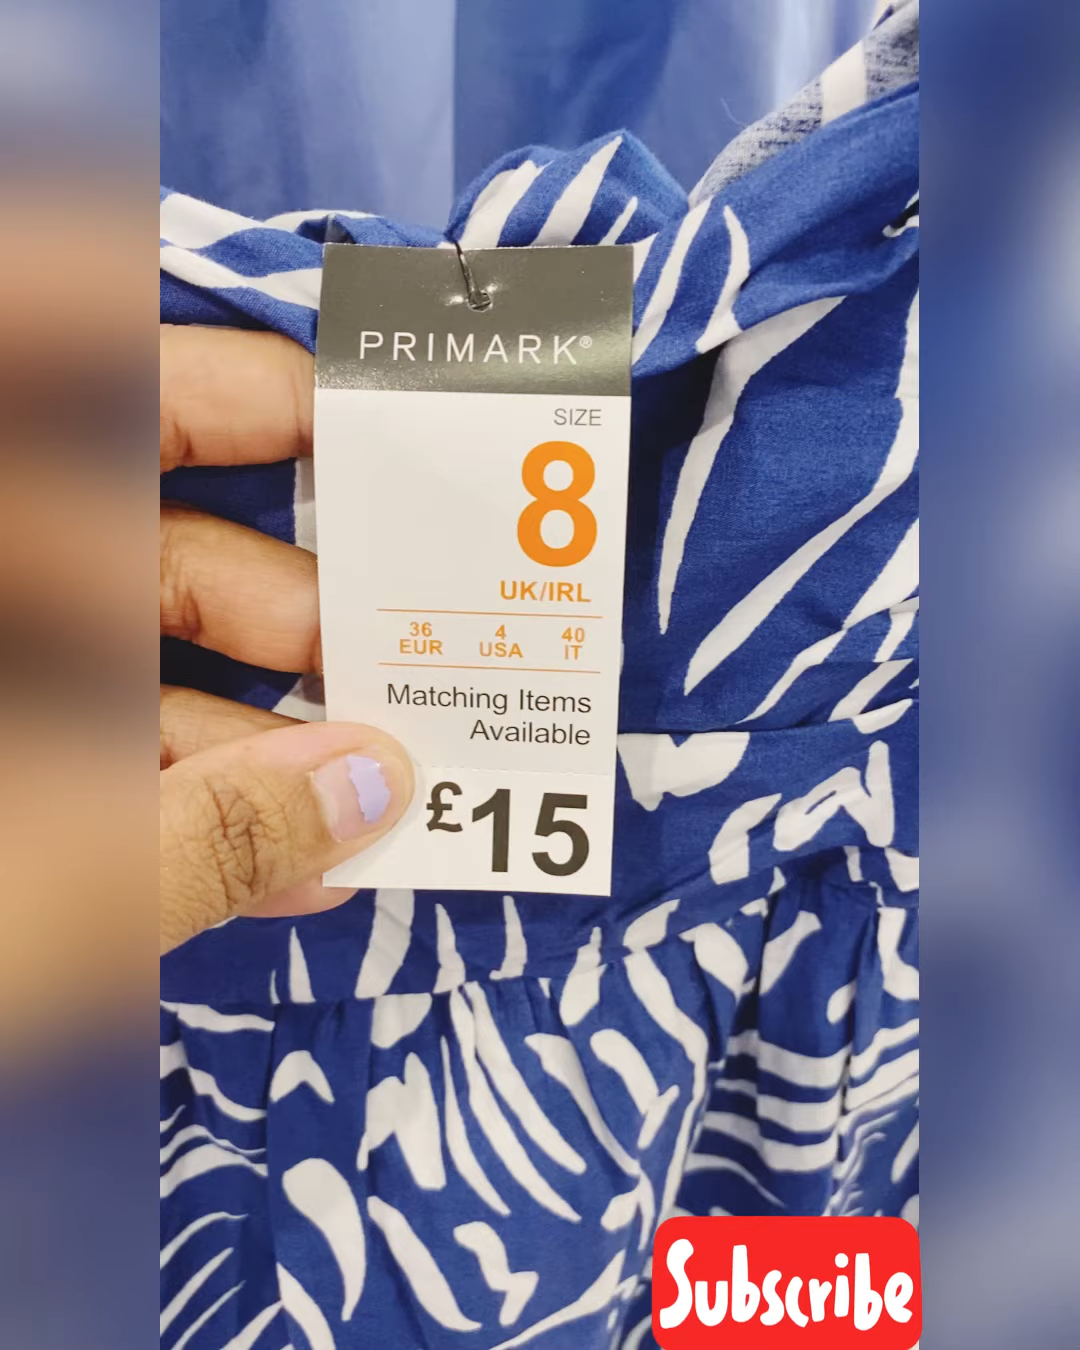 PRIMARK®
SIZE
8
UK/IRL
36 4 40
EUR USA IT
Matching Items
Available
£15
Subscribe